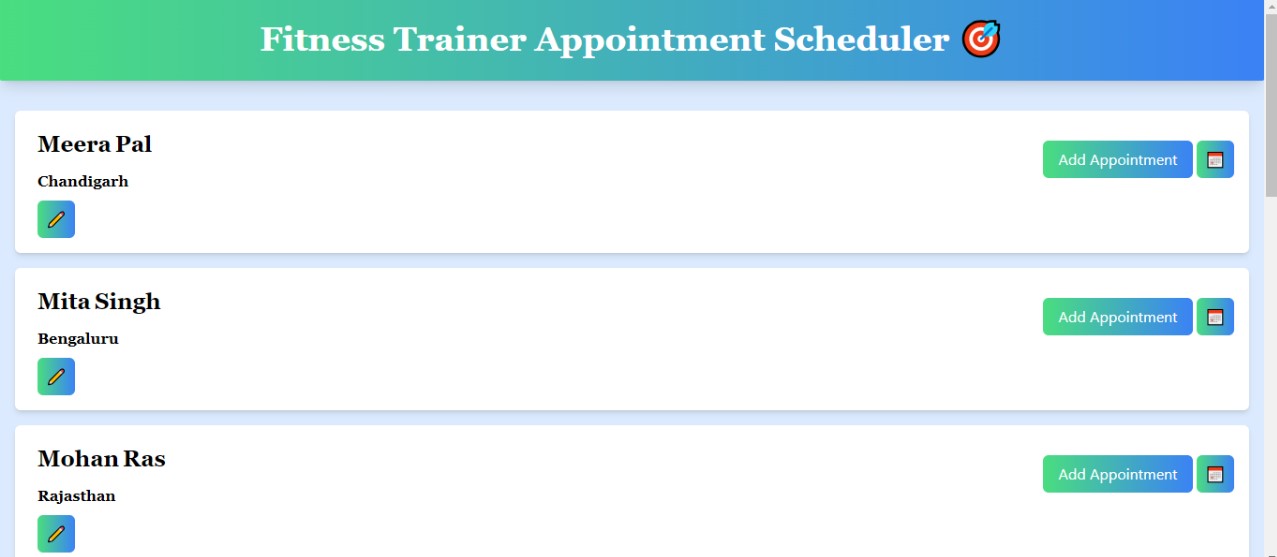 Fitness Trainer Appointment Scheduler 🎯
Meera Pal
Chandigarh
Add Appointment
Mita Singh
Bengaluru
Add Appointment
Mohan Ras
Rajasthan
Add Appointment